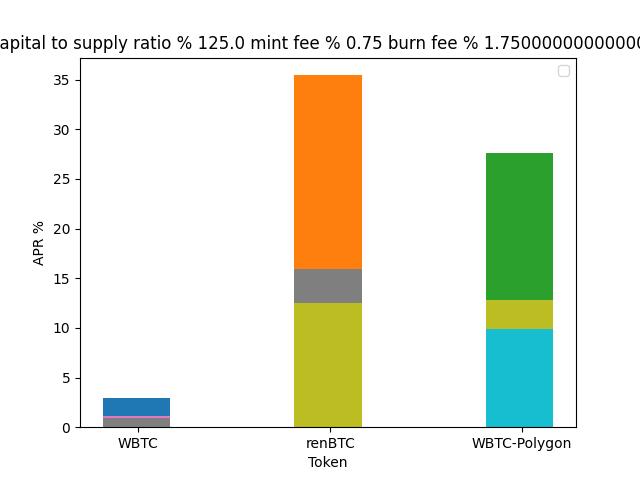 apital to supply ratio % 125.0 mint fee % 0.75 burn fee % 1.75000000000000
35
30
25
20
15
10
5
0
APR %
WBTC renBTC WBTC-Polygon
Token